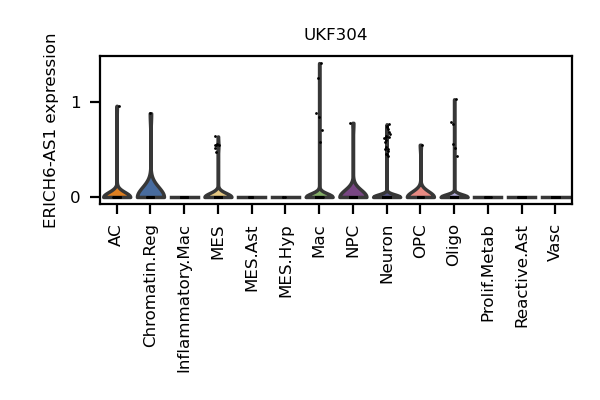 UKF304
ERICH6-AS1 expression
1
0
AC
Chromatin.Reg
Inflammatory.Mac
MES
MES.Ast
MES.Hyp
Mac
NPC
Neuron
OPC
Oligo
Prolif.Metab
Reactive.Ast
Vasc